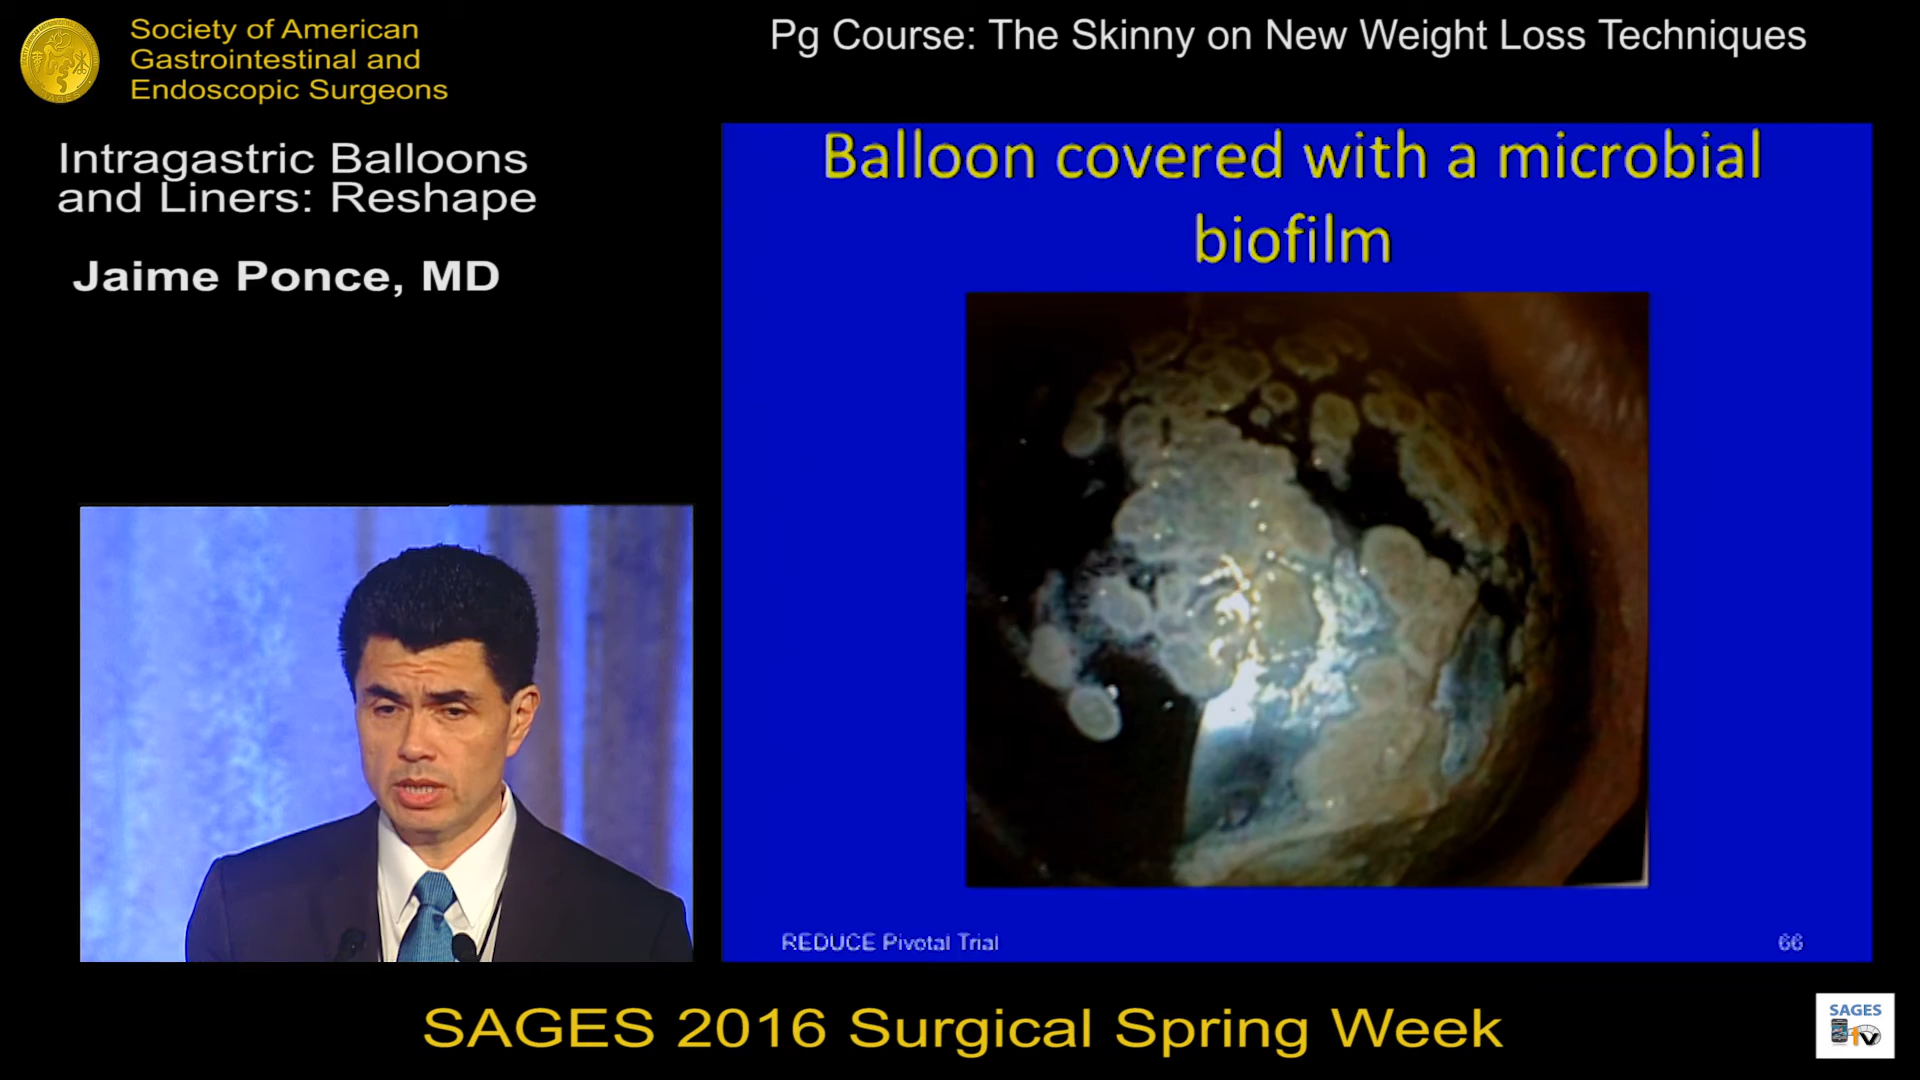 Society of American
Gastrointestinal and
Endoscopic Surgeons
Pg Course: The Skinny on New Weight Loss Techniques
Intragastric Balloons
and Liners: Reshape
Jaime Ponce, MD
Balloon covered with a microbial
biofilm
REDUCE Pivotal Trial
66
SAGES 2016 Surgical Spring Week
SAGES
TV